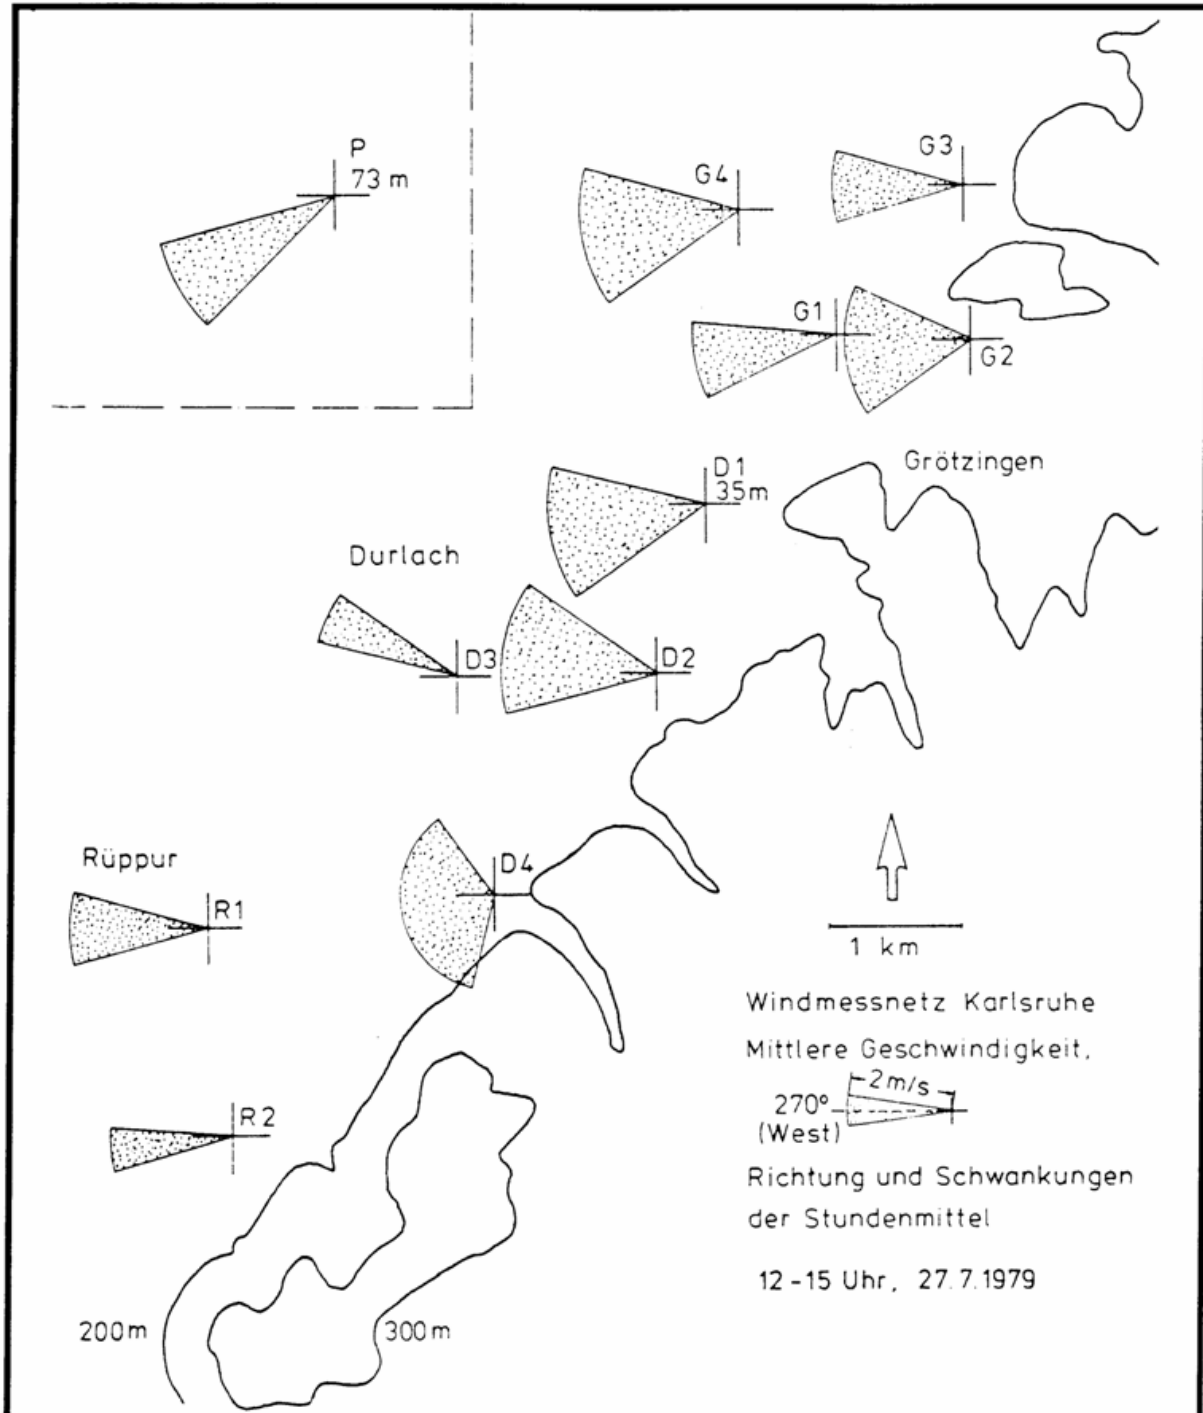 P
73 m
G4
G3
G1
G2
D1
35m
Grötzingen
Durlach
D3
D2
Rüppur
D4
R1
1 km
Windmessnetz Karlsruhe
Mittlere Geschwindigkeit,
2m/s
270°
(West)
R2
Richtung und Schwankungen
der Stundenmittel
12-15 Uhr, 27.7.1979
200m
300m